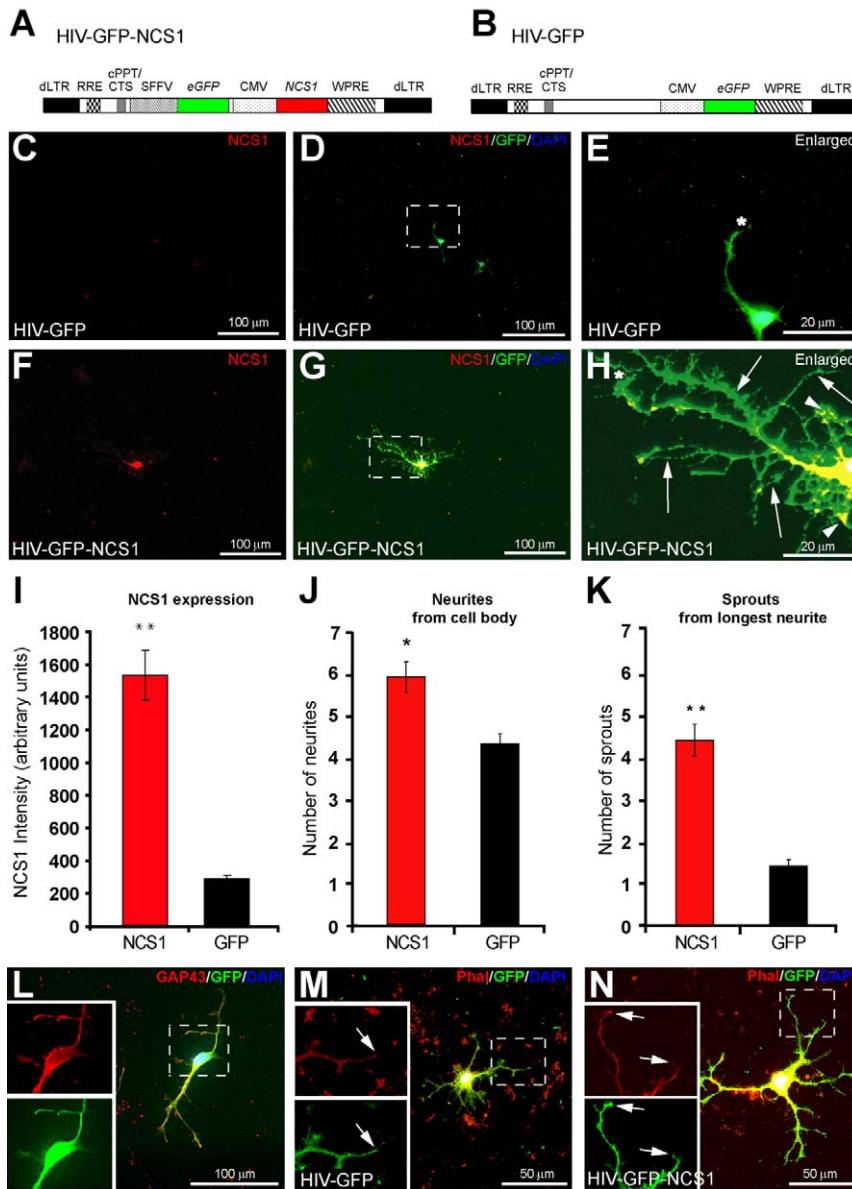 A HIV-GFP-NCS1
dLTR RRE cPPT/ CTS SFFV eGFP CMV NCS1 WPRE dLTR
B HIV-GFP
dLTR RRE cPPT/ CTS CMV eGFP WPRE dLTR
C NCS1
HIV-GFP 100 µm
D NCS1/GFP/DAPI
HIV-GFP 100 µm
E Enlarged
*
HIV-GFP 20 µm
F NCS1
HIV-GFP-NCS1 100 µm
G NCS1/GFP/DAPI
HIV-GFP-NCS1 100 µm
H Enlarged
*
HIV-GFP-NCS1 20 µm
I NCS1 expression
NCS1 Intensity (arbitrary units)
1800
1600
1400
1200
1000
800
600
400
200
0
**
NCS1 GFP
J Neurites
from cell body
Number of neurites
7
6
5
4
3
2
1
0
*
NCS1 GFP
K Sprouts
from longest neurite
Number of sprouts
7
6
5
4
3
2
1
0
**
NCS1 GFP
L GAP43/GFP/DAPI
100 µm
M Phal/GFP/DAPI
HIV-GFP 50 µm
N Phal/GFP/DAPI
HIV-GFP-NCS1 50 µm